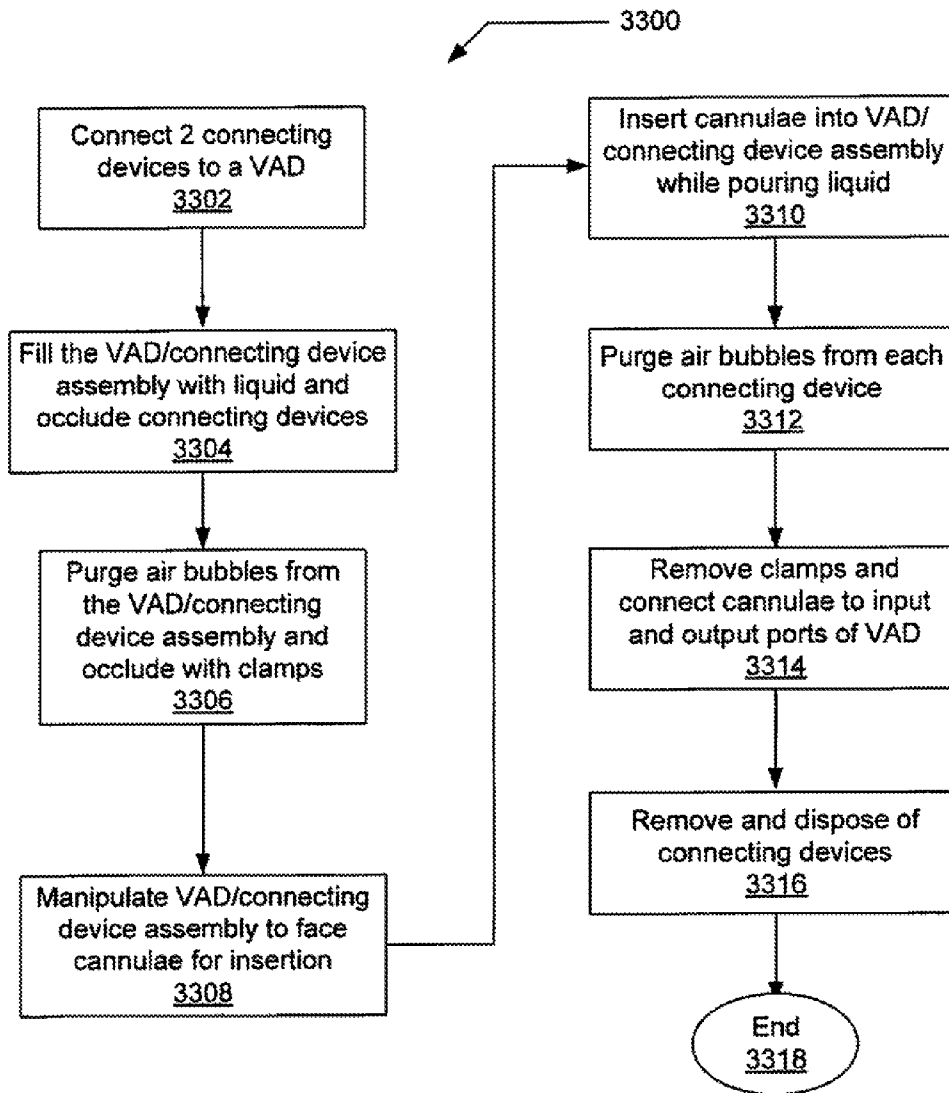 3300
Connect 2 connecting
devices to a VAD
3302
Fill the VAD/connecting device
assembly with liquid and
occlude connecting devices
3304
Purge air bubbles from
the VAD/connecting
device assembly and
occlude with clamps
3306
Manipulate VAD/connecting
device assembly to face
cannulae for insertion
3308
Insert cannulae into VAD/
connecting device assembly
while pouring liquid
3310
Purge air bubbles from each
connecting device
3312
Remove clamps and
connect cannulae to input
and output ports of VAD
3314
Remove and dispose of
connecting devices
3316
End
3318